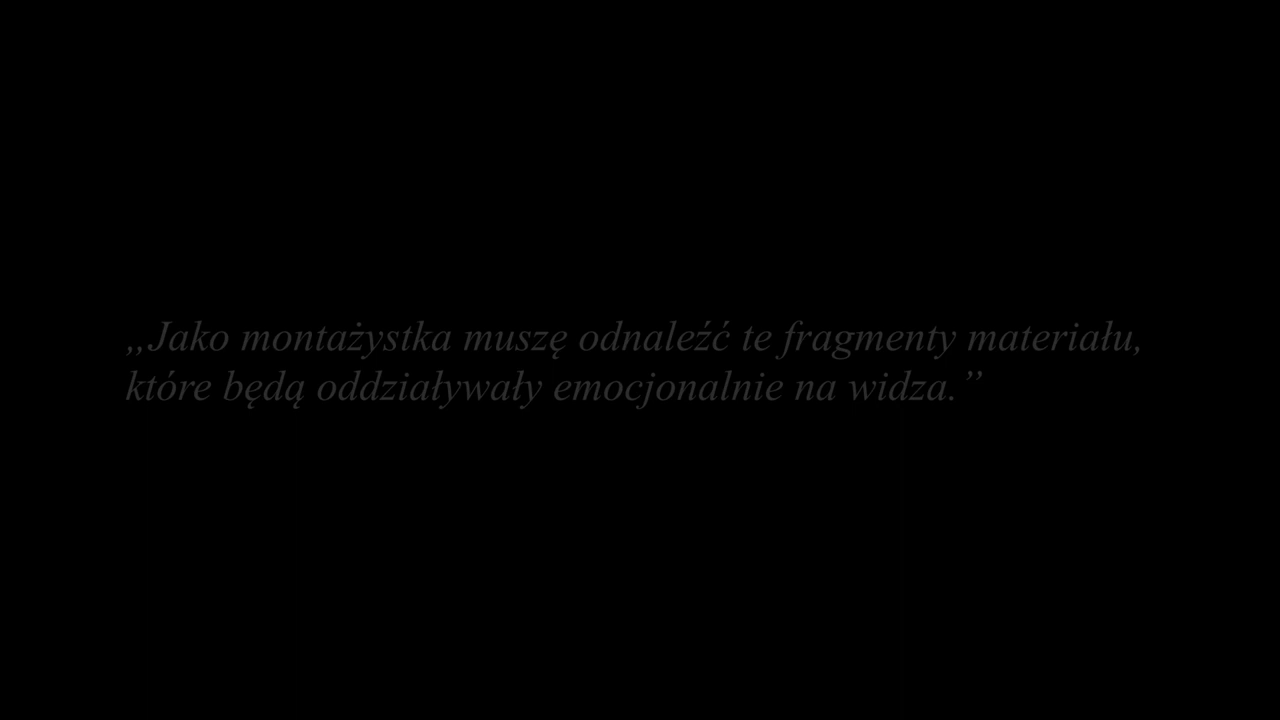 „Jako montażystka muszę odnaleźć te fragmenty materiału,
które będą oddziaływały emocjonalnie na widza.”